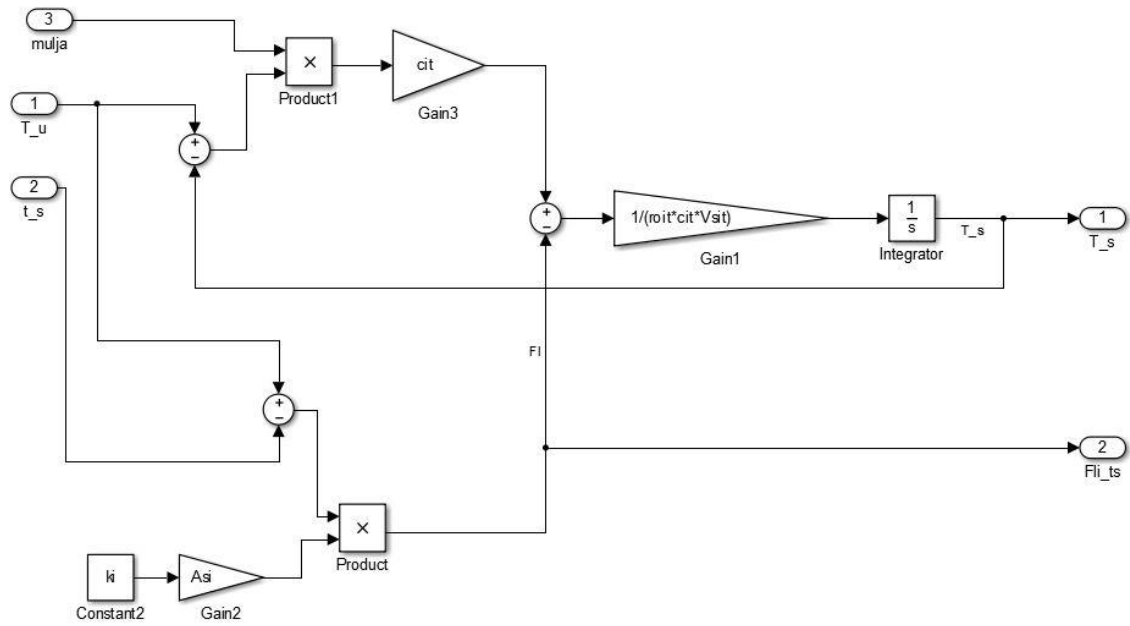 3
mulja
×
Product1
cit
Gain3
1
T_u
+
−
2
t_s
+
−
1/(roit*cit*Vsit)
Gain1
1
s
Integrator
T_s
1
T_s
FI
+
−
2
Fli_ts
×
Product
ki
Constant2
Asi
Gain2